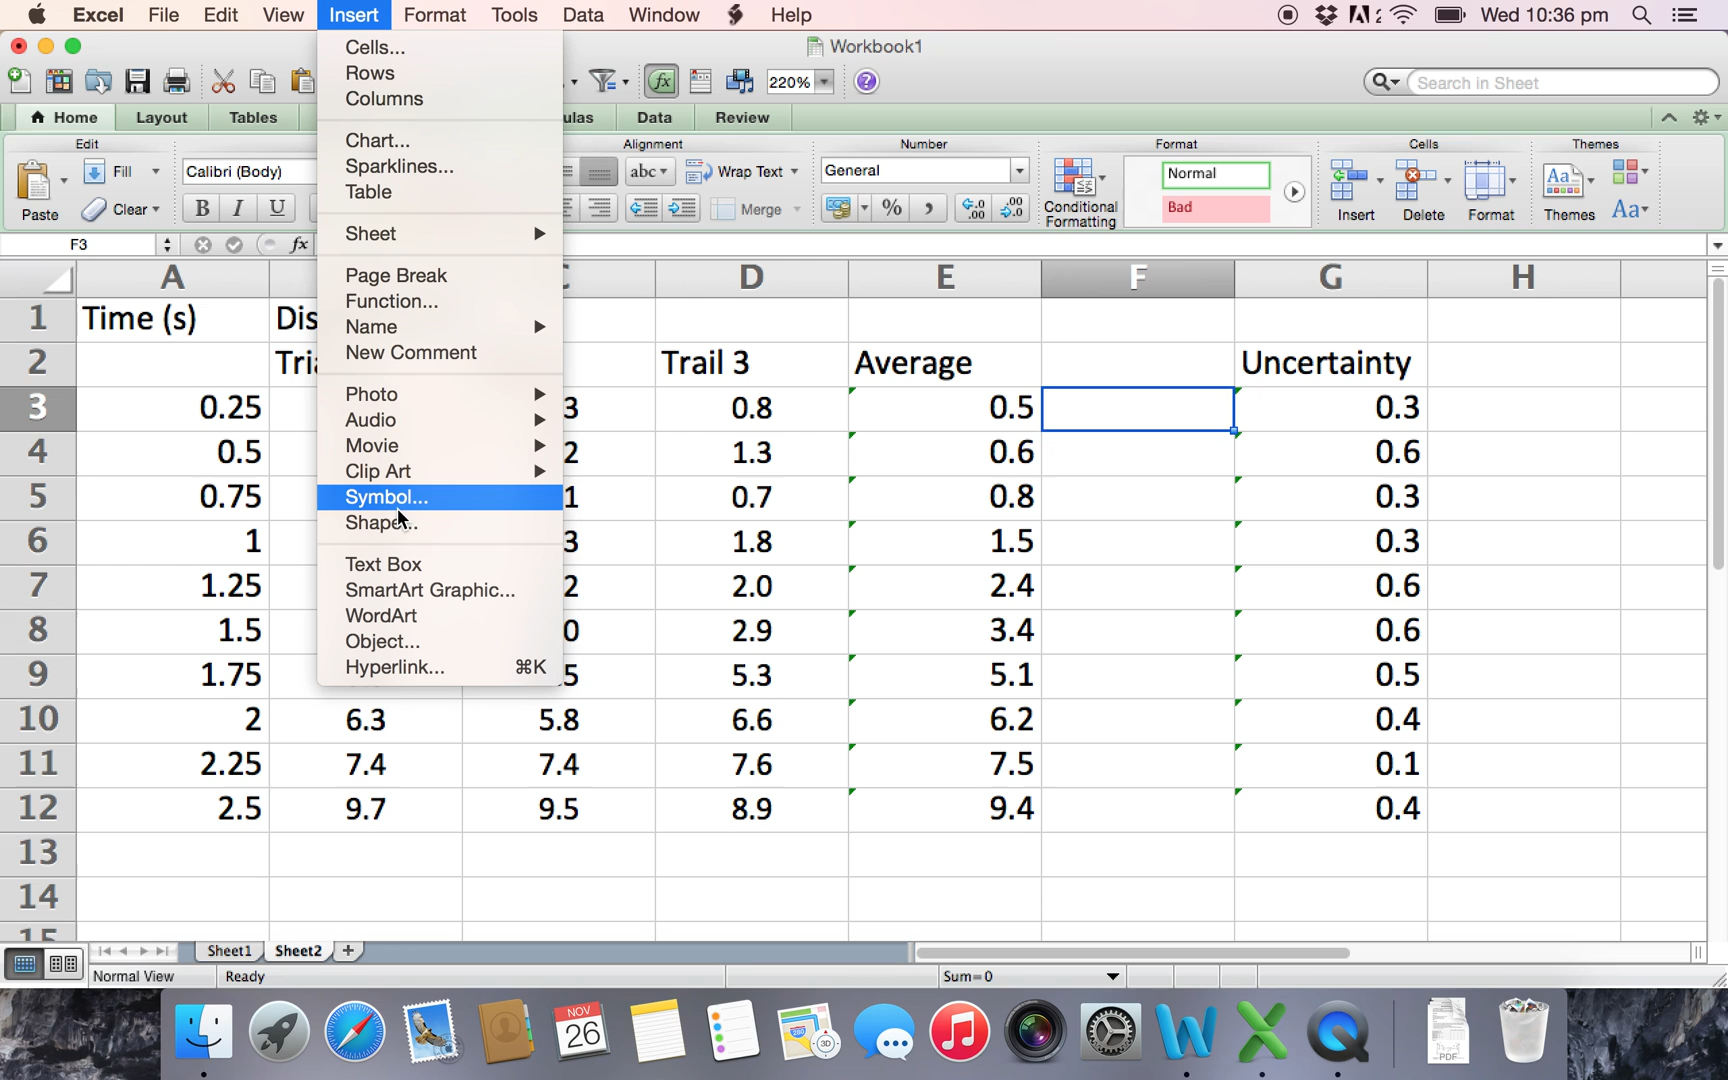 Excel File Edit View Insert Format Tools Data Window Help Wed 10:36 pm
Workbook1
220% Search in Sheet
Home Layout Tables ulas Data Review
Edit Alignment Number Format Cells Themes
Fill Calibri (Body) abc Wrap Text General Normal
Paste Clear B I U Merge % Conditional Formatting Bad Insert Delete Format Themes Aa
F3 fx
Cells...
Rows
Columns
Chart...
Sparklines...
Table
Sheet
Page Break
Function...
Name
New Comment
Photo
Audio
Movie
Clip Art
Symbol...
Shape...
Text Box
SmartArt Graphic...
WordArt
Object...
Hyperlink... ⌘K
A D E F G H
1 Time (s) Dis
2 Tria Trail 3 Average Uncertainty
3 0.25 3 0.8 0.5 0.3
4 0.5 2 1.3 0.6 0.6
5 0.75 1 0.7 0.8 0.3
6 1 3 1.8 1.5 0.3
7 1.25 2 2.0 2.4 0.6
8 1.5 0 2.9 3.4 0.6
9 1.75 5 5.3 5.1 0.5
10 2 6.3 5.8 6.6 6.2 0.4
11 2.25 7.4 7.4 7.6 7.5 0.1
12 2.5 9.7 9.5 8.9 9.4 0.4
13
14
15
Sheet1 Sheet2 +
Normal View Ready Sum=0
NOV
26
PDF